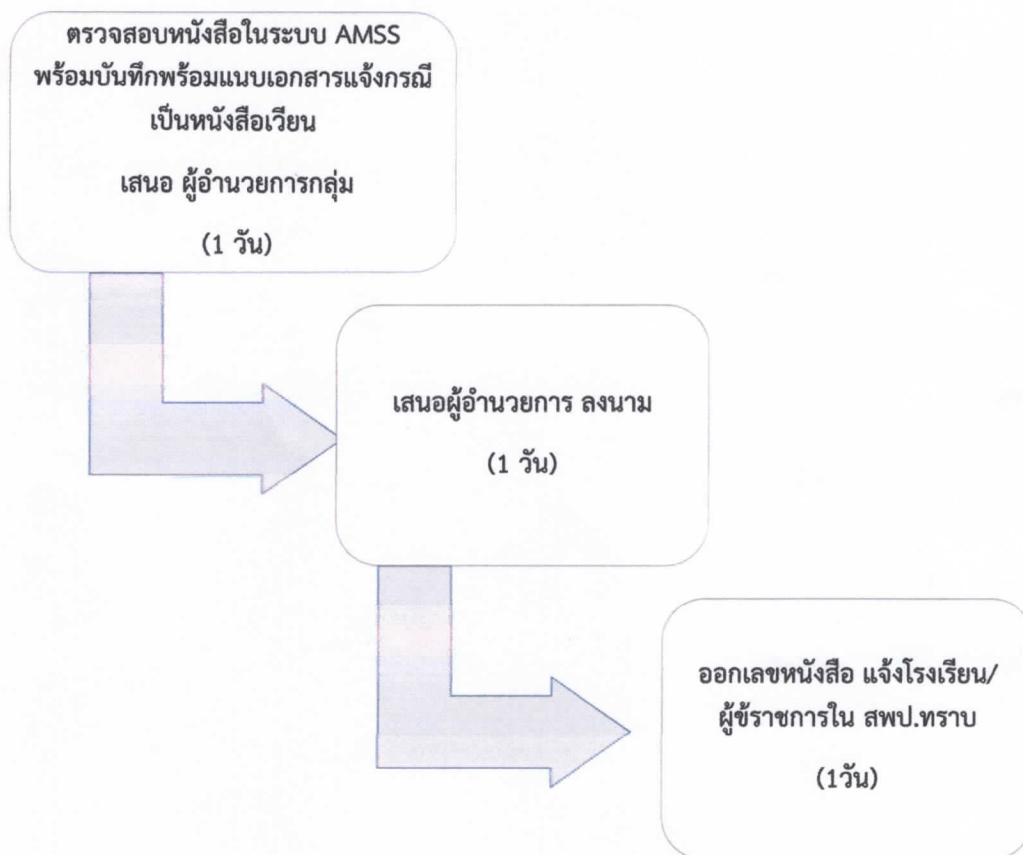 ตรวจสอบหนังสือในระบบ AMSS
พร้อมบันทึกพร้อมแนบเอกสารแจ้งกรณี
เป็นหนังสือเวียน
เสนอ ผู้อำนวยการกลุ่ม
(1 วัน)
เสนอผู้อำนวยการ ลงนาม
(1 วัน)
ออกเลขหนังสือ แจ้งโรงเรียน/
ผู้ข้ราชการใน สพป.ทราบ
(1วัน)